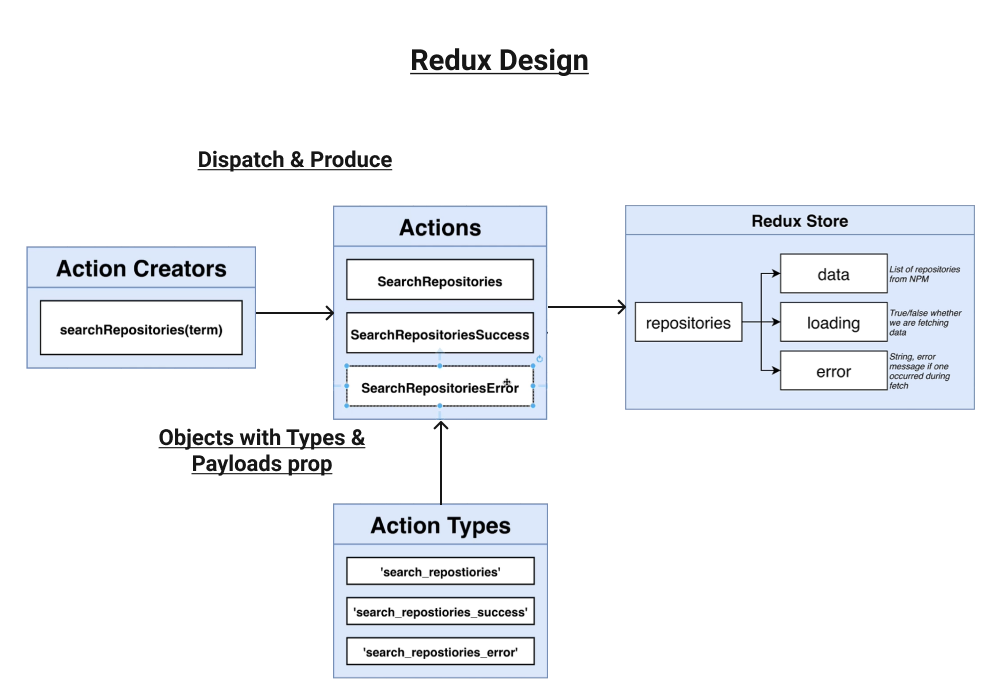 Redux Design
Dispatch & Produce
Action Creators
searchRepositories(term)
Actions
SearchRepositories
SearchRepositoriesSuccess
SearchRepositoriesError
Redux Store
repositories
data
List of repositories
from NPM
loading
True/false whether
we are fetching
data
error
String, error
message if one
occurred during
fetch
Objects with Types &
Payloads prop
Action Types
'search_repostiories'
'search_repostiories_success'
'search_repostiories_error'